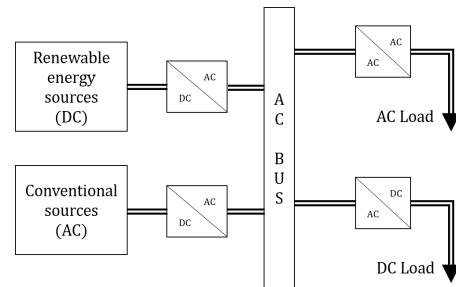 Renewable
energy
sources
(DC)
AC
DC
Conventional
sources
(AC)
AC
DC
A
C
B
U
S
AC
AC
AC Load
DC
AC
DC Load